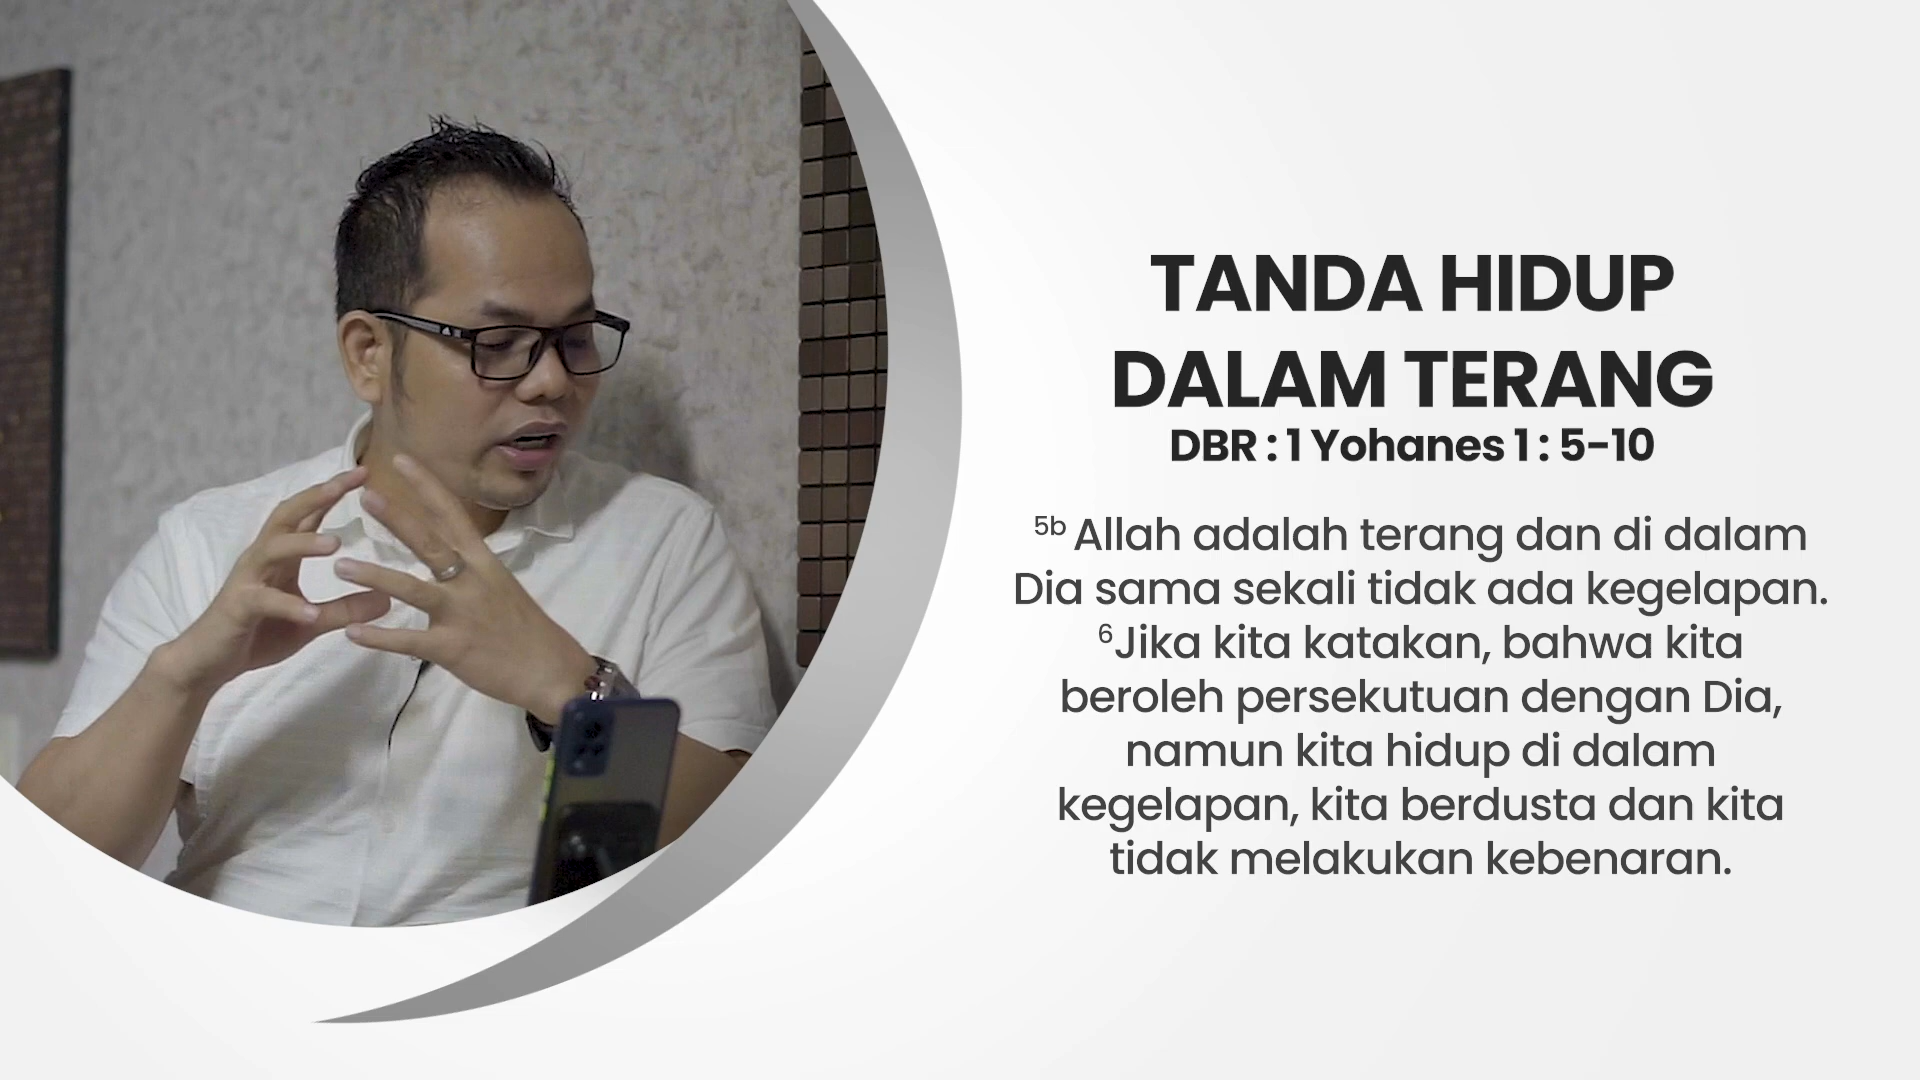 TANDA HIDUP
DALAM TERANG
DBR : 1 Yohanes 1 : 5-10
5b Allah adalah terang dan di dalam
Dia sama sekali tidak ada kegelapan.
6 Jika kita katakan, bahwa kita
beroleh persekutuan dengan Dia,
namun kita hidup di dalam
kegelapan, kita berdusta dan kita
tidak melakukan kebenaran.